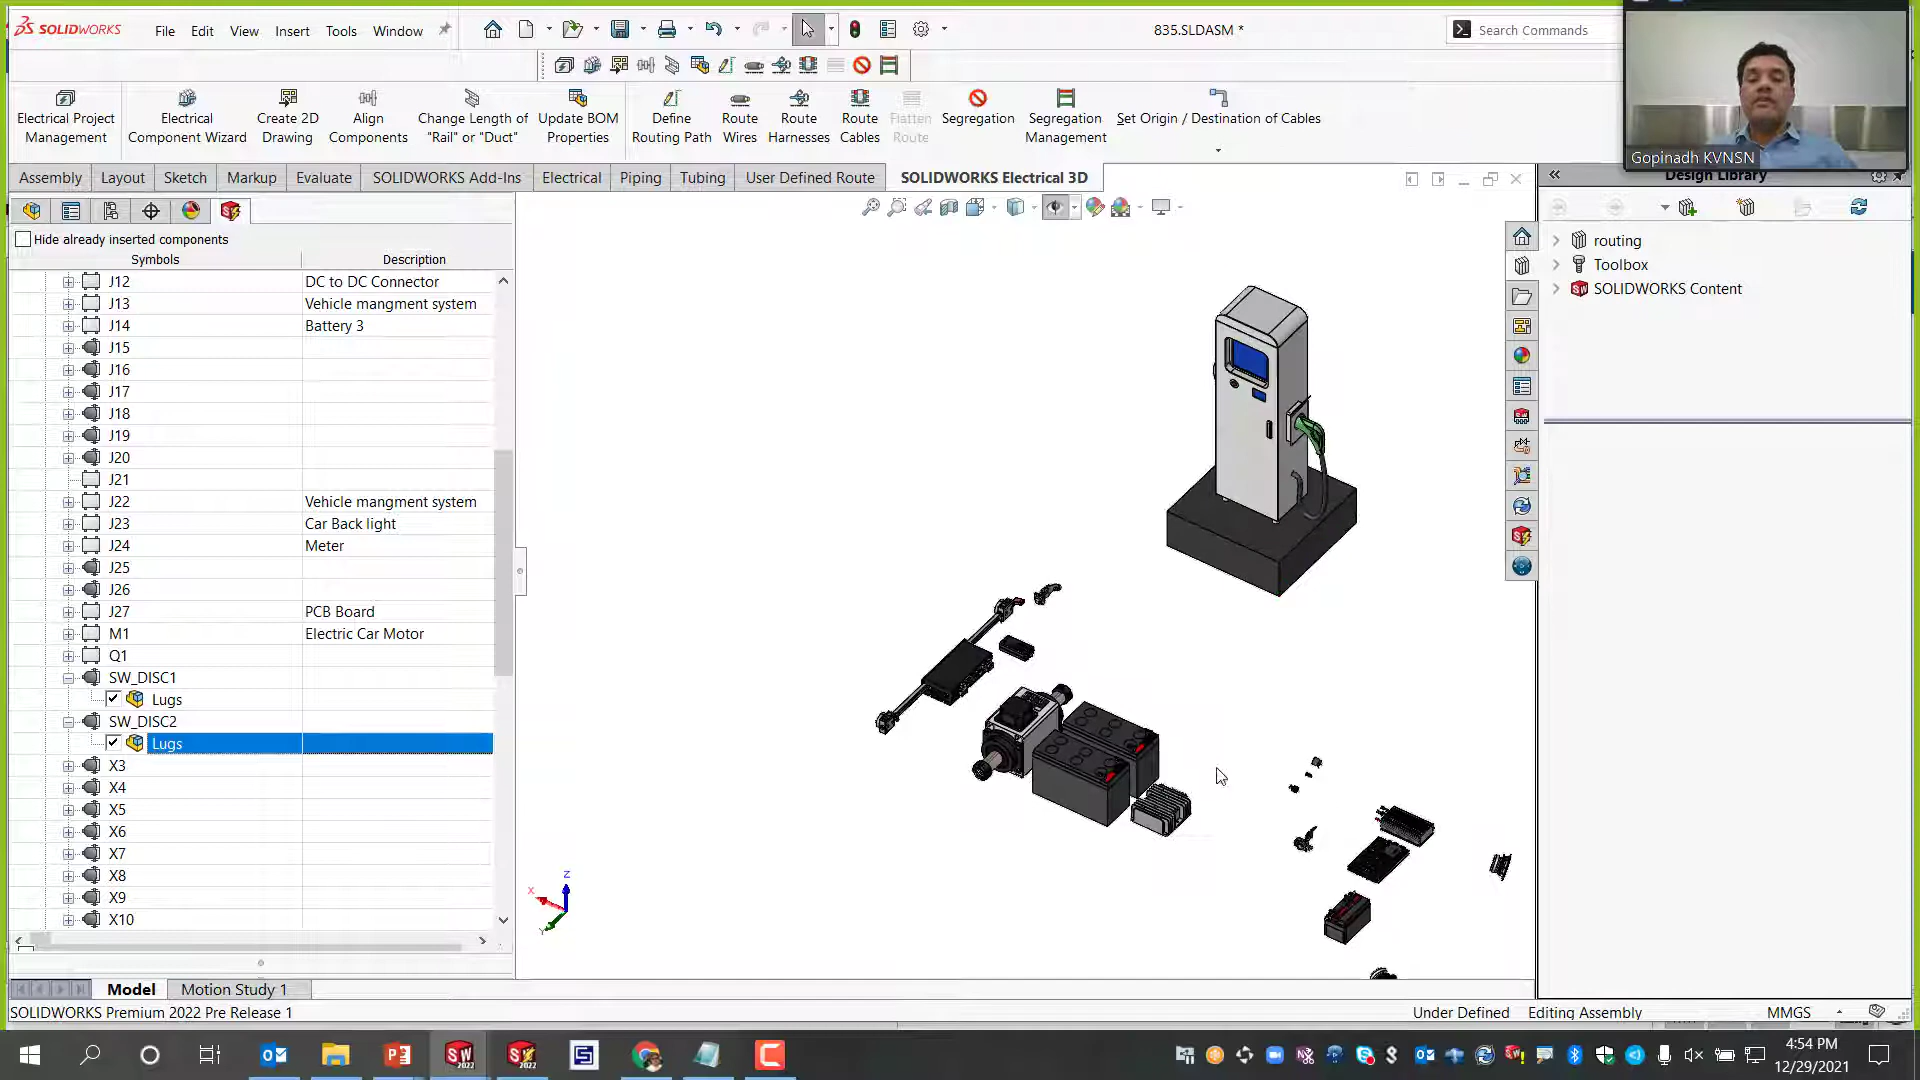 SOLIDWORKS
File Edit View Insert Tools Window
835.SLDASM *
Search Commands
Electrical Project Management
Electrical Component Wizard
Create 2D Drawing
Align Components
Change Length of "Rail" or "Duct"
Update BOM Properties
Define Routing Path
Route Wires
Route Harnesses
Route Cables
Flatten Route
Segregation
Segregation Management
Set Origin / Destination of Cables
Gopinadh KVNSN
Assembly Layout Sketch Markup Evaluate SOLIDWORKS Add-Ins Electrical Piping Tubing User Defined Route SOLIDWORKS Electrical 3D
Design Library
Hide already inserted components
Symbols Description
J12 DC to DC Connector
J13 Vehicle mangment system
J14 Battery 3
J15
J16
J17
J18
J19
J20
J21
J22 Vehicle mangment system
J23 Car Back light
J24 Meter
J25
J26
J27 PCB Board
M1 Electric Car Motor
Q1
SW_DISC1
Lugs
SW_DISC2
Lugs
X3
X4
X5
X6
X7
X8
X9
X10
routing
Toolbox
SOLIDWORKS Content
Z
X
Y
Model Motion Study 1
SOLIDWORKS Premium 2022 Pre Release 1
Under Defined Editing Assembly MMGS
4:54 PM
12/29/2021